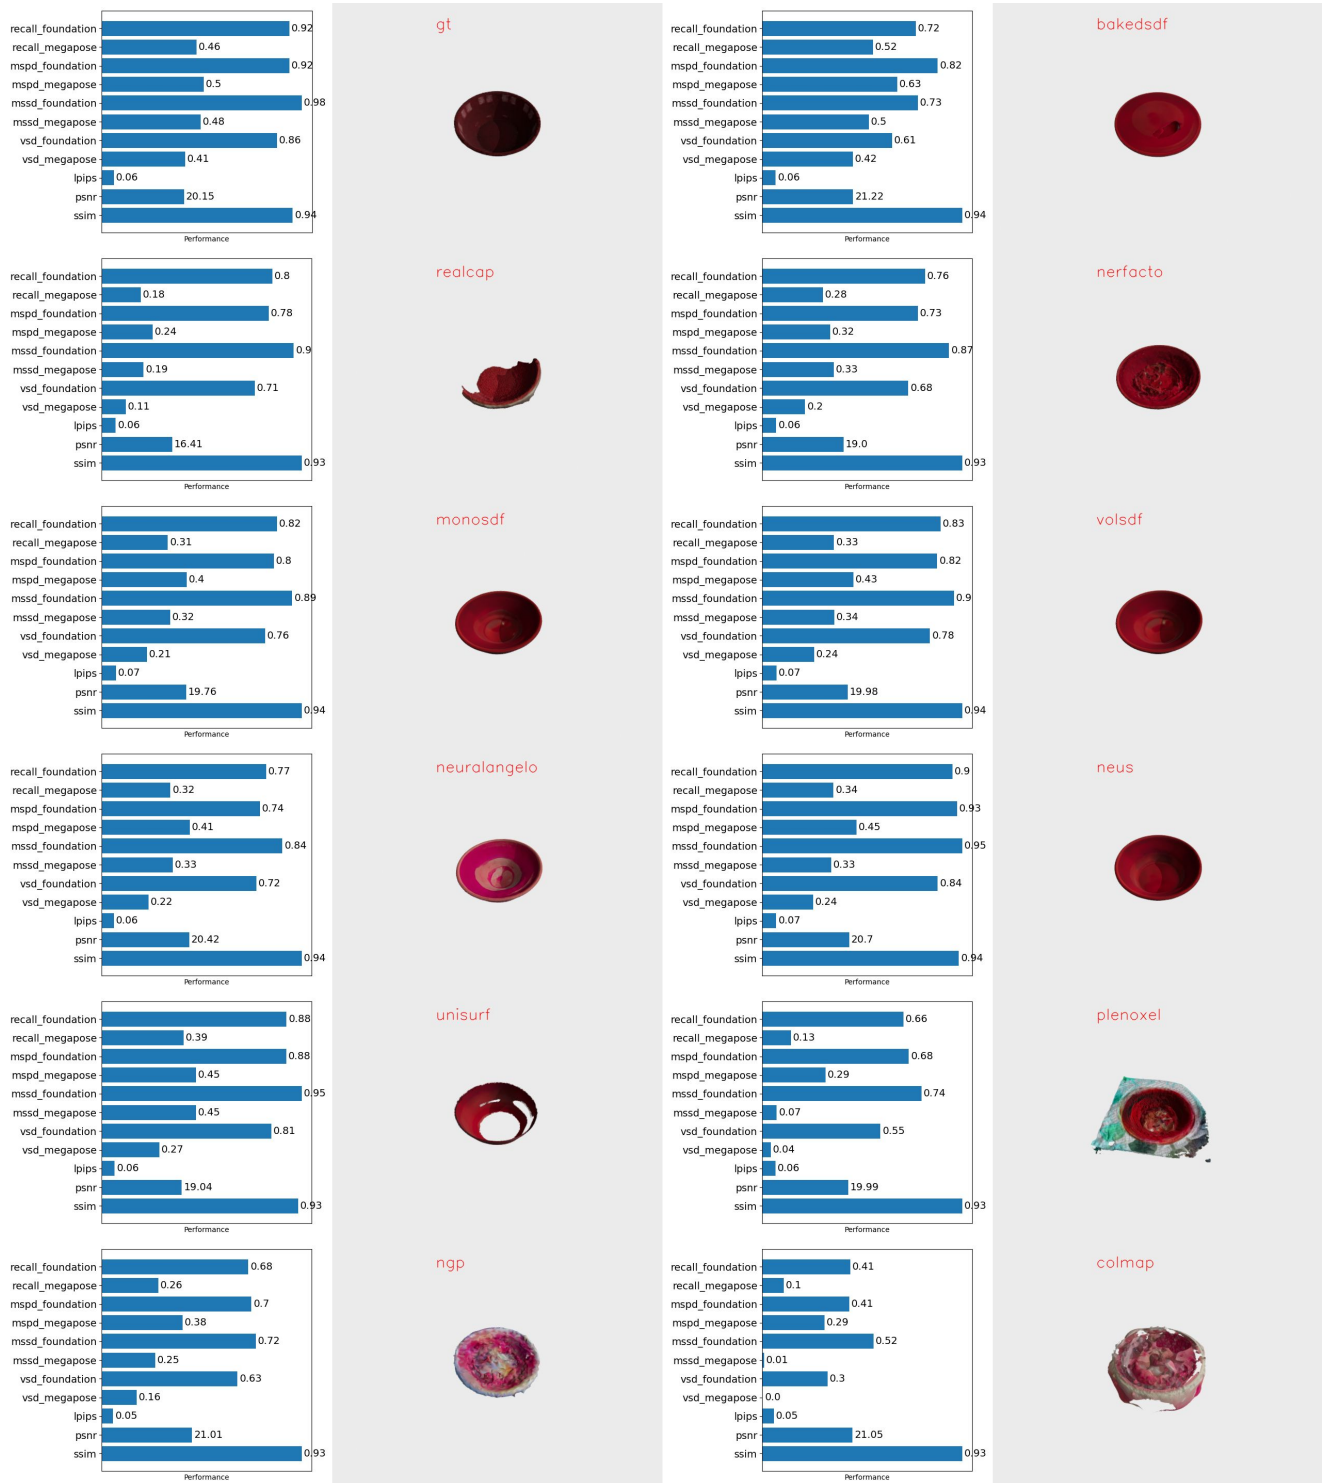 gt
recall_foundation 0.92
recall_megapose 0.46
mspd_foundation 0.92
mspd_megapose 0.5
mssd_foundation 0.98
mssd_megapose 0.48
vsd_foundation 0.86
vsd_megapose 0.41
lpips 0.06
psnr 20.15
ssim 0.94
Performance
bakedsdf
recall_foundation 0.72
recall_megapose 0.52
mspd_foundation 0.82
mspd_megapose 0.63
mssd_foundation 0.73
mssd_megapose 0.5
vsd_foundation 0.61
vsd_megapose 0.42
lpips 0.06
psnr 21.22
ssim 0.94
Performance
realcap
recall_foundation 0.8
recall_megapose 0.18
mspd_foundation 0.78
mspd_megapose 0.24
mssd_foundation 0.9
mssd_megapose 0.19
vsd_foundation 0.71
vsd_megapose 0.11
lpips 0.06
psnr 16.41
ssim 0.93
Performance
nerfacto
recall_foundation 0.76
recall_megapose 0.28
mspd_foundation 0.73
mspd_megapose 0.32
mssd_foundation 0.87
mssd_megapose 0.33
vsd_foundation 0.68
vsd_megapose 0.2
lpips 0.06
psnr 19.0
ssim 0.93
Performance
monosdf
recall_foundation 0.82
recall_megapose 0.31
mspd_foundation 0.8
mspd_megapose 0.4
mssd_foundation 0.89
mssd_megapose 0.32
vsd_foundation 0.76
vsd_megapose 0.21
lpips 0.07
psnr 19.76
ssim 0.94
Performance
volsdf
recall_foundation 0.83
recall_megapose 0.33
mspd_foundation 0.82
mspd_megapose 0.43
mssd_foundation 0.9
mssd_megapose 0.34
vsd_foundation 0.78
vsd_megapose 0.24
lpips 0.07
psnr 19.98
ssim 0.94
Performance
neuralangelo
recall_foundation 0.77
recall_megapose 0.32
mspd_foundation 0.74
mspd_megapose 0.41
mssd_foundation 0.84
mssd_megapose 0.33
vsd_foundation 0.72
vsd_megapose 0.22
lpips 0.06
psnr 20.42
ssim 0.94
Performance
neus
recall_foundation 0.9
recall_megapose 0.34
mspd_foundation 0.93
mspd_megapose 0.45
mssd_foundation 0.95
mssd_megapose 0.33
vsd_foundation 0.84
vsd_megapose 0.24
lpips 0.07
psnr 20.7
ssim 0.94
Performance
unisurf
recall_foundation 0.88
recall_megapose 0.39
mspd_foundation 0.88
mspd_megapose 0.45
mssd_foundation 0.95
mssd_megapose 0.45
vsd_foundation 0.81
vsd_megapose 0.27
lpips 0.06
psnr 19.04
ssim 0.93
Performance
plenoxel
recall_foundation 0.66
recall_megapose 0.13
mspd_foundation 0.68
mspd_megapose 0.29
mssd_foundation 0.74
mssd_megapose 0.07
vsd_foundation 0.55
vsd_megapose 0.04
lpips 0.06
psnr 19.99
ssim 0.93
Performance
ngp
recall_foundation 0.68
recall_megapose 0.26
mspd_foundation 0.7
mspd_megapose 0.38
mssd_foundation 0.72
mssd_megapose 0.25
vsd_foundation 0.63
vsd_megapose 0.16
lpips 0.05
psnr 21.01
ssim 0.93
Performance
colmap
recall_foundation 0.41
recall_megapose 0.1
mspd_foundation 0.41
mspd_megapose 0.29
mssd_foundation 0.52
mssd_megapose 0.01
vsd_foundation 0.3
vsd_megapose 0.0
lpips 0.05
psnr 21.05
ssim 0.93
Performance